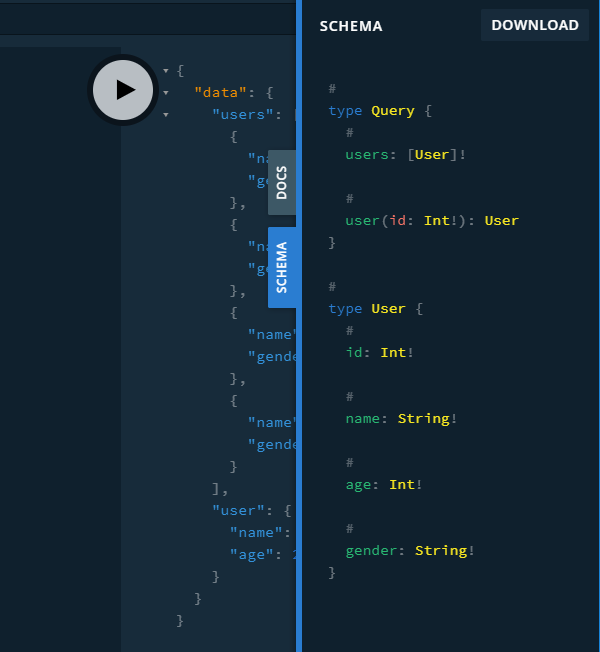 {
"data": {
"users": [
{
"na
"ge
},
{
"na
"ge
},
{
"name"
"gende
},
{
"name"
"gende
}
],
"user": {
"name":
"age": 2
}
}
}
DOCS
SCHEMA
SCHEMA
DOWNLOAD
#
type Query {
#
users: [User]!
#
user(id: Int!): User
}
#
type User {
#
id: Int!
#
name: String!
#
age: Int!
#
gender: String!
}